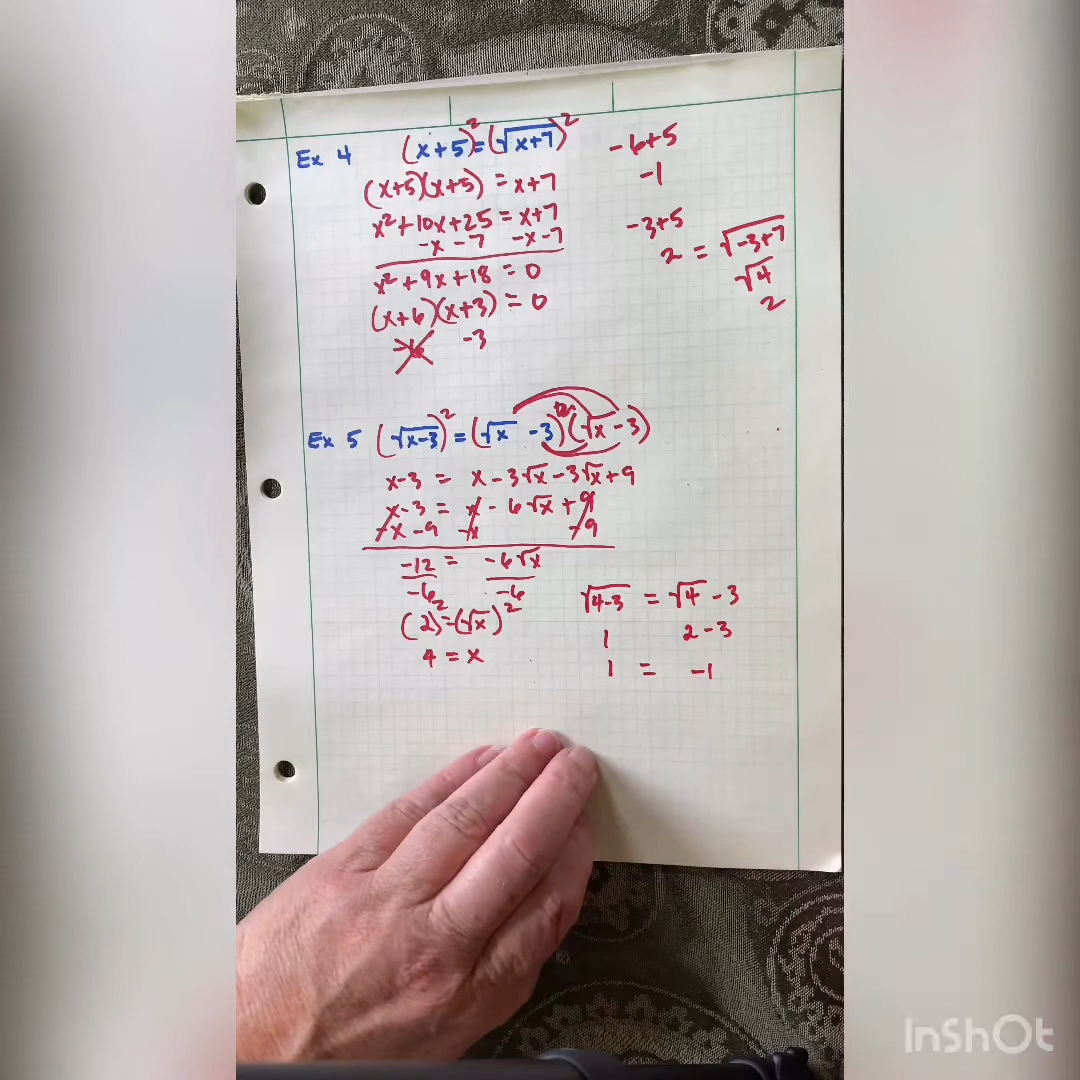 Ex 4 (x+5)² = (√x+7)²
(x+5)(x+5) = x+7
x²+10x+25 = x+7
-x -7 -x-7
x²+9x+18 = 0
(x+6)(x+3) = 0
-6 -3
-6+5
-1
-3+5
2 = √-3+7
√4
2
Ex 5 (√x-3)² = (√x -3)(√x -3)
x-3 = x-3√x-3√x+9
x-3 = x - 6√x + 9
-x -9 -x -9
-12 = -6√x
-6 -6
(2)² = (√x)²
4 = x
√4-3 = √4 -3
1 2-3
1 = -1
InShOt